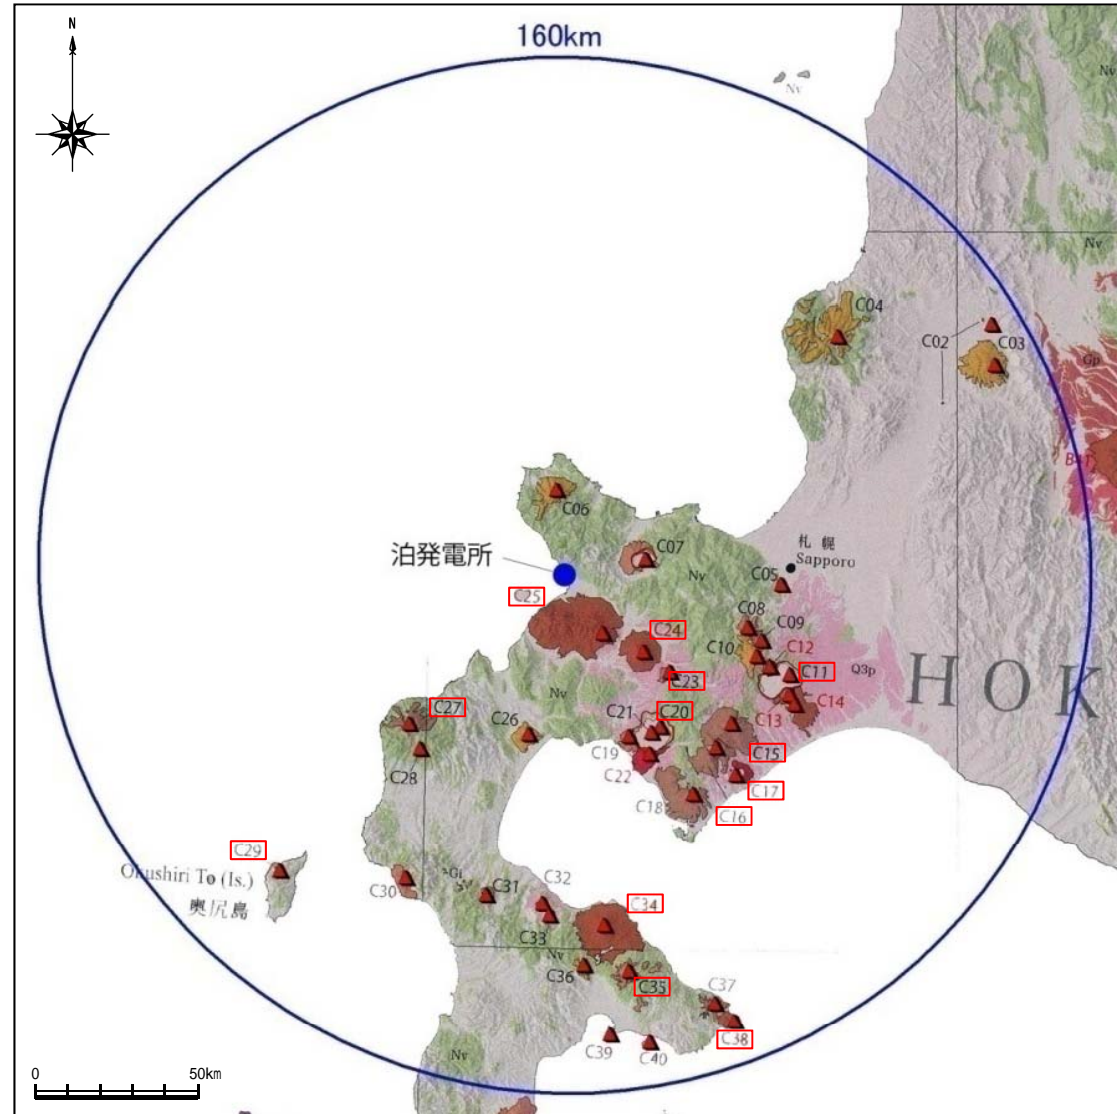 N
160km
Nv
Nv
Nv
C04
C02
C03
Gp
C06
札幌
Sapporo
C07
Nv
C05
泊発電所
C25
C08
C09
C24
C10
C12
C11
Q3p
HOK
C23
C14
C13
Nv
C27
C26
C21
C20
C15
C19
C28
C22
C17
C18
C16
C29
Okushiri To (Is.)
奥尻島
C30
C31
C32
C34
C33
Nv
C36
C35
C37
C38
C39
C40
Nv
0
50km